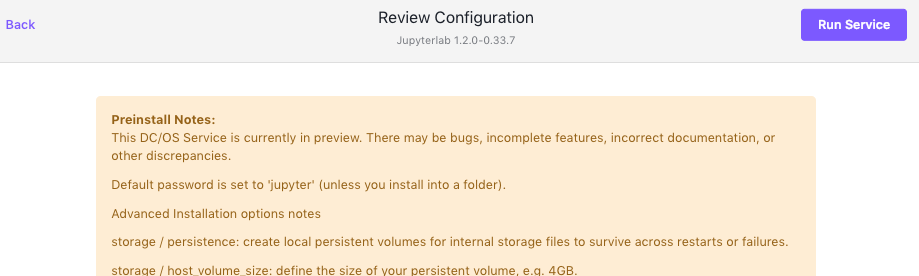 Back
Review Configuration
Run Service
Jupyterlab 1.2.0-0.33.7
Preinstall Notes:
This DC/OS Service is currently in preview. There may be bugs, incomplete features, incorrect documentation, or
other discrepancies.
Default password is set to 'jupyter' (unless you install into a folder).
Advanced Installation options notes
storage / persistence: create local persistent volumes for internal storage files to survive across restarts or failures.
storage / host_volume_size: define the size of your persistent volume, e.g. 4GB.